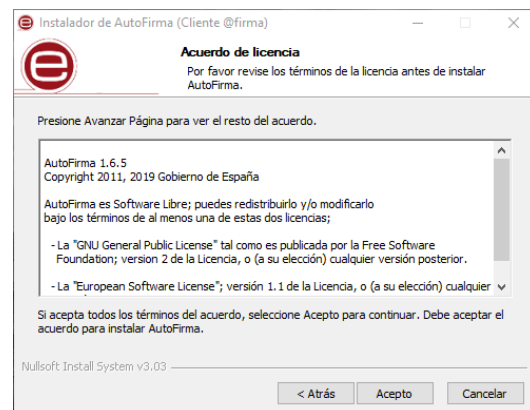 Instalador de AutoFirma (Cliente @firma)
Acuerdo de licencia
Por favor revise los términos de la licencia antes de instalar
AutoFirma.
Presione Avanzar Página para ver el resto del acuerdo.
AutoFirma 1.6.5
Copyright 2011, 2019 Gobierno de España
AutoFirma es Software Libre; puedes redistribuirlo y/o modificarlo
bajo los términos de al menos una de estas dos licencias;
- La "GNU General Public License" tal como es publicada por la Free Software
Foundation; version 2 de la Licencia, o (a su elección) cualquier versión posterior.
- La "European Software License"; versión 1.1 de la Licencia, o (a su elección) cualquier
Si acepta todos los términos del acuerdo, seleccione Acepto para continuar. Debe aceptar el
acuerdo para instalar AutoFirma.
Nullsoft Install System v3.03
< Atrás
Acepto
Cancelar